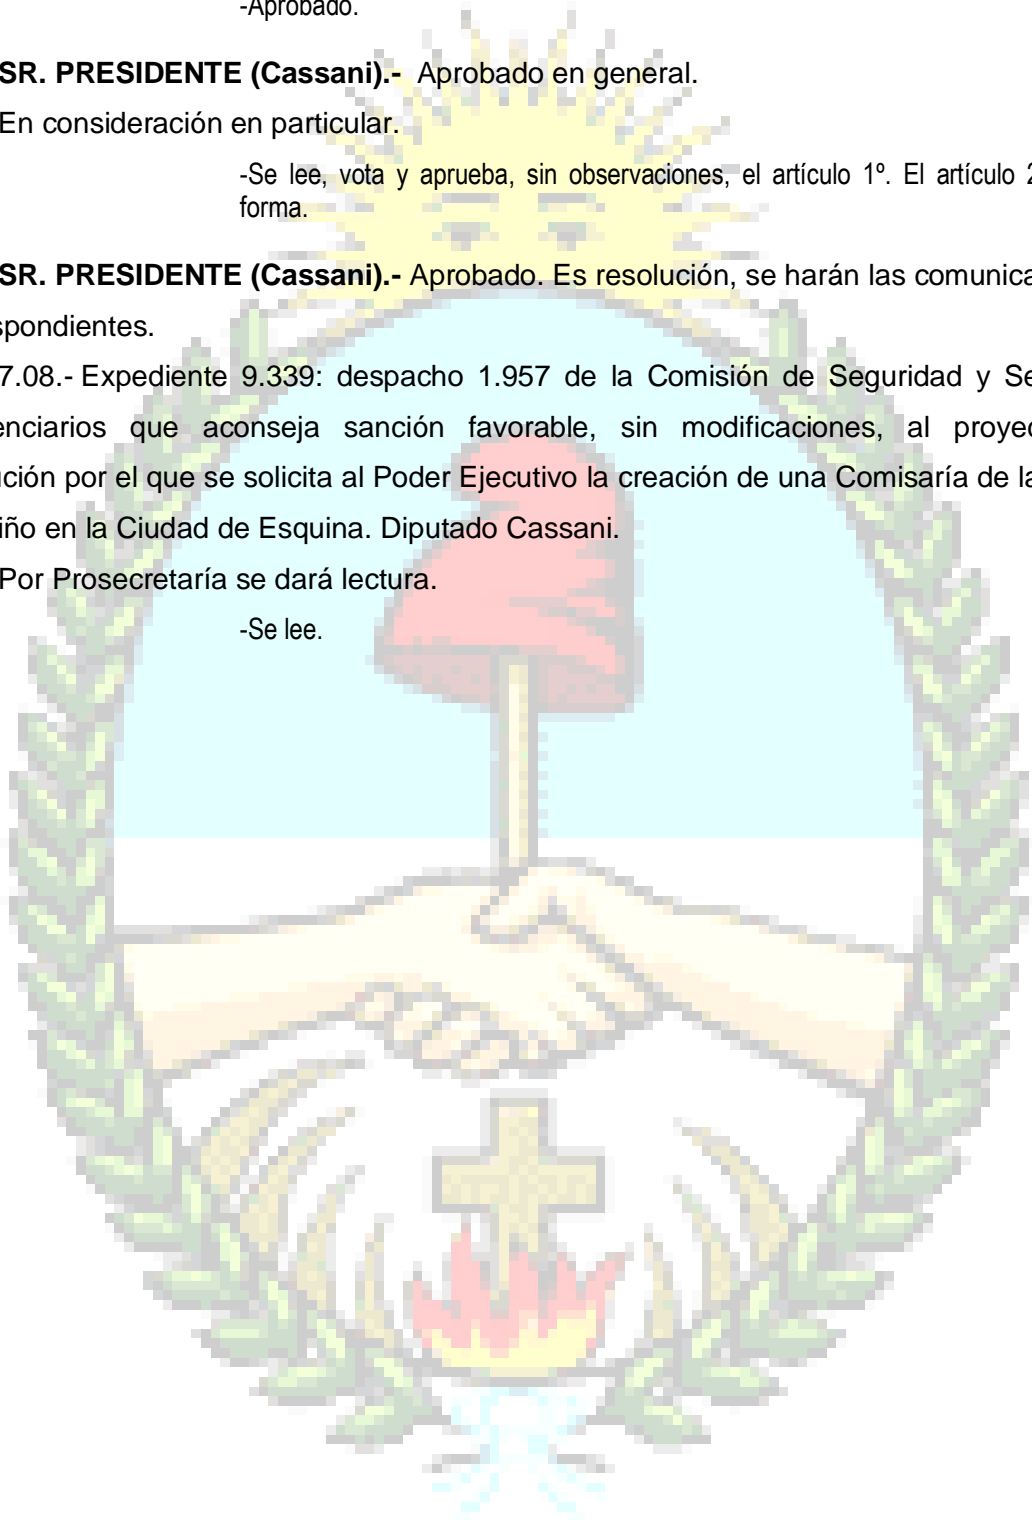 -Aprobado.
SR. PRESIDENTE (Cassani).- Aprobado en general.
En consideración en particular.
-Se lee, vota y aprueba, sin observaciones, el artículo 1º. El artículo 2
forma.
SR. PRESIDENTE (Cassani).- Aprobado. Es resolución, se harán las comunica
spondientes.
7.08.- Expediente 9.339: despacho 1.957 de la Comisión de Seguridad y Se
enciarios que aconseja sanción favorable, sin modificaciones, al proyec
ución por el que se solicita al Poder Ejecutivo la creación de una Comisaría de la
iño en la Ciudad de Esquina. Diputado Cassani.
Por Prosecretaría se dará lectura.
-Se lee.